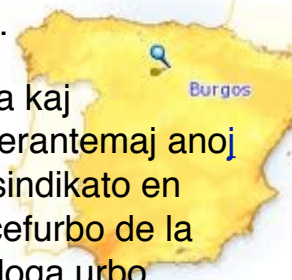 .
Burgos
a kaj
erantemaj anoj
sindikato en
cefurbo de la